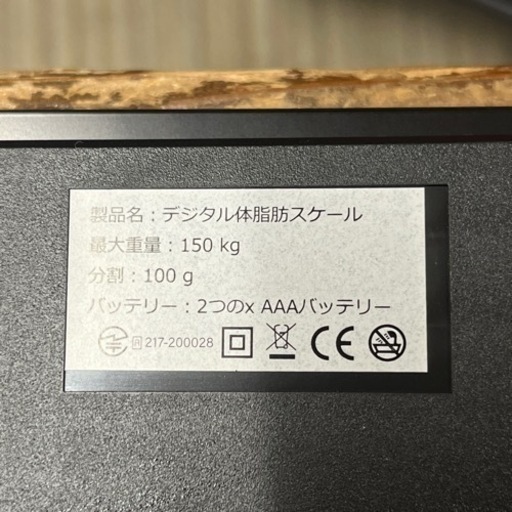 製品名：デジタル体脂肪スケール
最大重量：150 kg
分割：100 g
バッテリー：2つのx AAAバッテリー
R 217-200028 CE